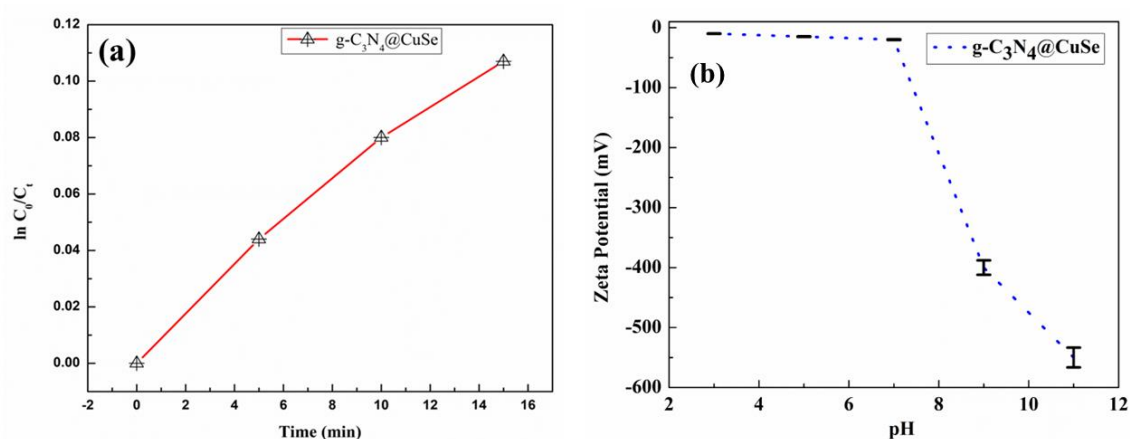 (a)
g-C₃N₄@CuSe
ln C₀/Cₜ
0.12
0.10
0.08
0.06
0.04
0.02
0.00
-2 0 2 4 6 8 10 12 14 16
Time (min)
(b)
g-C₃N₄@CuSe
Zeta Potential (mV)
0
-100
-200
-300
-400
-500
-600
2 4 6 8 10 12
pH